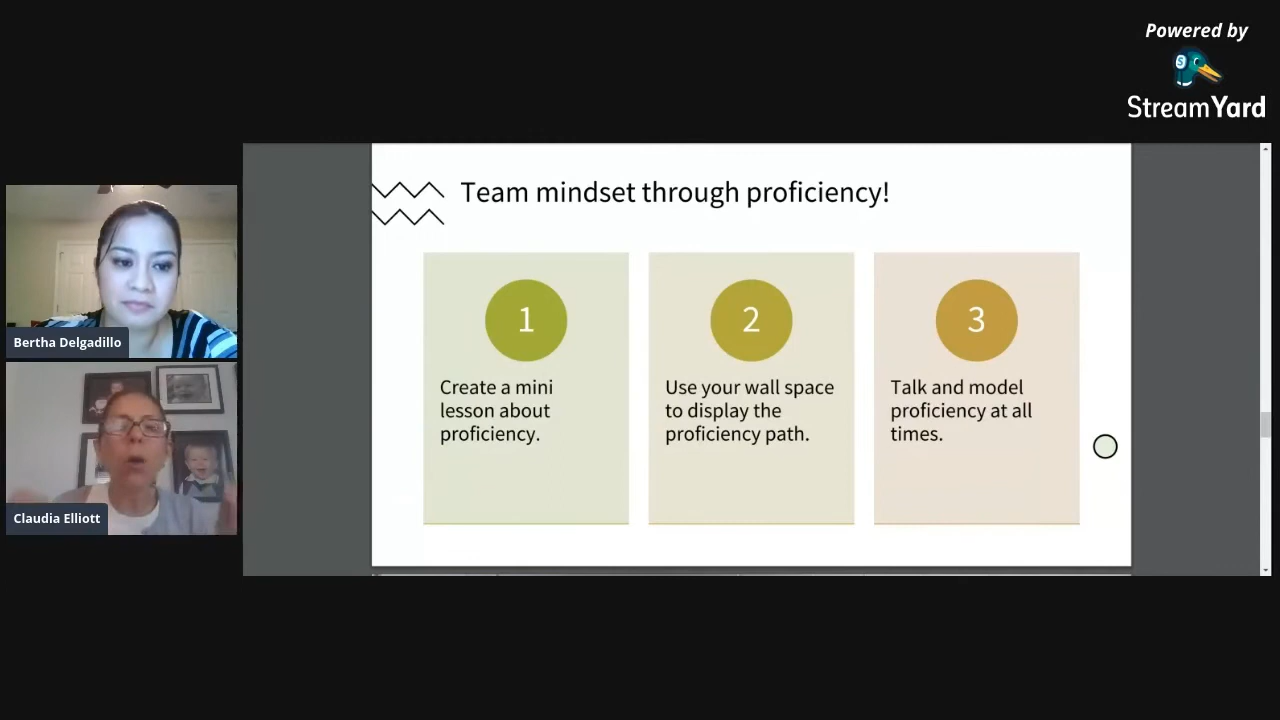 Powered by
StreamYard
Team mindset through proficiency!
1
Create a mini
lesson about
proficiency.
2
Use your wall space
to display the
proficiency path.
3
Talk and model
proficiency at all
times.
Bertha Delgadillo
Claudia Elliott